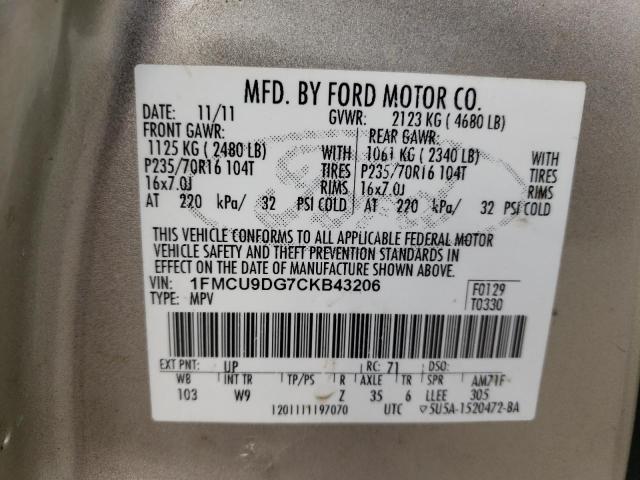 MFD. BY FORD MOTOR CO.
DATE: 11/11 GVWR: 2123 KG ( 4680 LB)
FRONT GAWR: REAR GAWR:
1125 KG ( 2480 LB) WITH 1061 KG ( 2340 LB) WITH
P235/70R16 104T TIRES P235/70R16 104T TIRES
16x7.0J RIMS 16x7.0J RIMS
AT 220 kPa/ 32 PSI COLD AT 220 kPa/ 32 PSI COLD
THIS VEHICLE CONFORMS TO ALL APPLICABLE FEDERAL MOTOR
VEHICLE SAFETY AND THEFT PREVENTION STANDARDS IN
EFFECT ON THE DATE OF MANUFACTURE SHOWN ABOVE.
VIN: 1FMCU9DG7CKB43206 F0129
TYPE: MPV T0330
EXT PNT: UP RC: 71 DSO:
WB INT TR TP/PS R AXLE TR SPR AM71F
103 W9 Z 35 6 LLEE 305
1201111197070 UTC ▽5U5A-1520472-BA